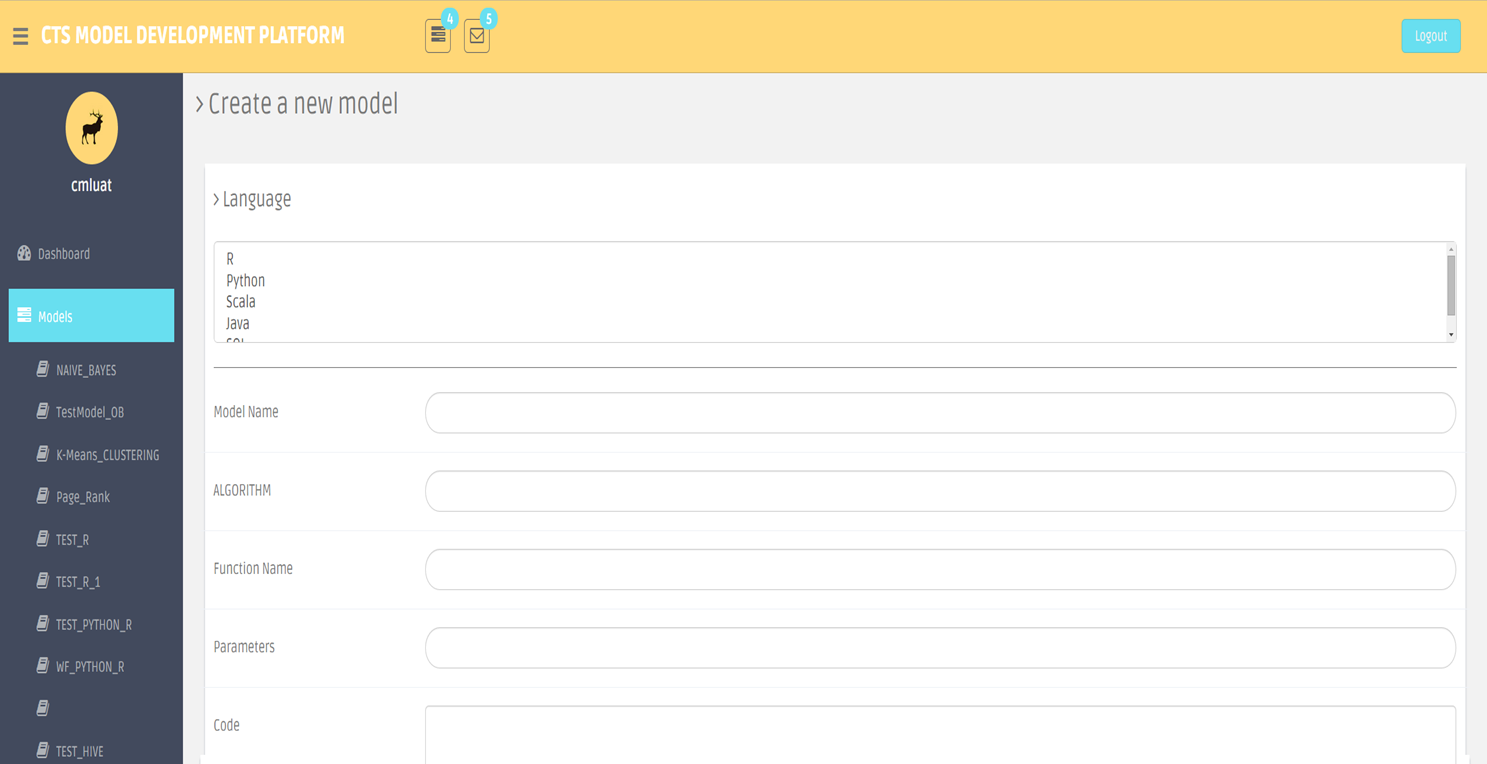 CTS MODEL DEVELOPMENT PLATFORM
4
5
Logout
cmluat
Dashboard
Models
NAIVE_BAYES
TestModel_OB
K-Means_CLUSTERING
Page_Rank
TEST_R
TEST_R_1
TEST_PYTHON_R
WF_PYTHON_R
TEST_HIVE
> Create a new model
> Language
R
Python
Scala
Java
Model Name
ALGORITHM
Function Name
Parameters
Code